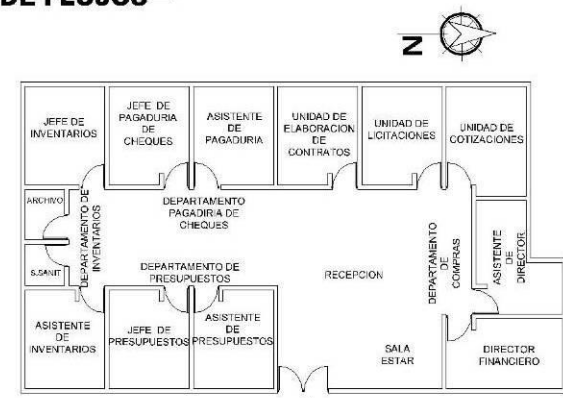 DE FLUJOS
N
JEFE DE
INVENTARIOS
JEFE DE
PAGADURIA
DE
CHEQUES
ASISTENTE
DE
PAGADURIA
UNIDAD DE
ELABORACION
DE
CONTRATOS
UNIDAD DE
LICITACIONES
UNIDAD DE
COTIZACIONES
ARCHIVO
S.SANIT
DEPARTAMENTO DE
INVENTARIOS
DEPARTAMENTO
PAGADIRIA DE
CHEQUES
DEPARTAMENTO DE
PRESUPUESTOS
RECEPCION
DEPARTAMENTO
DE
COMPRAS
ASISTENTE
DE
DIRECTOR
ASISTENTE
DE
INVENTARIOS
JEFE DE
PRESUPUESTOS
ASISTENTE
DE
PRESUPUESTOS
SALA
ESTAR
DIRECTOR
FINANCIERO